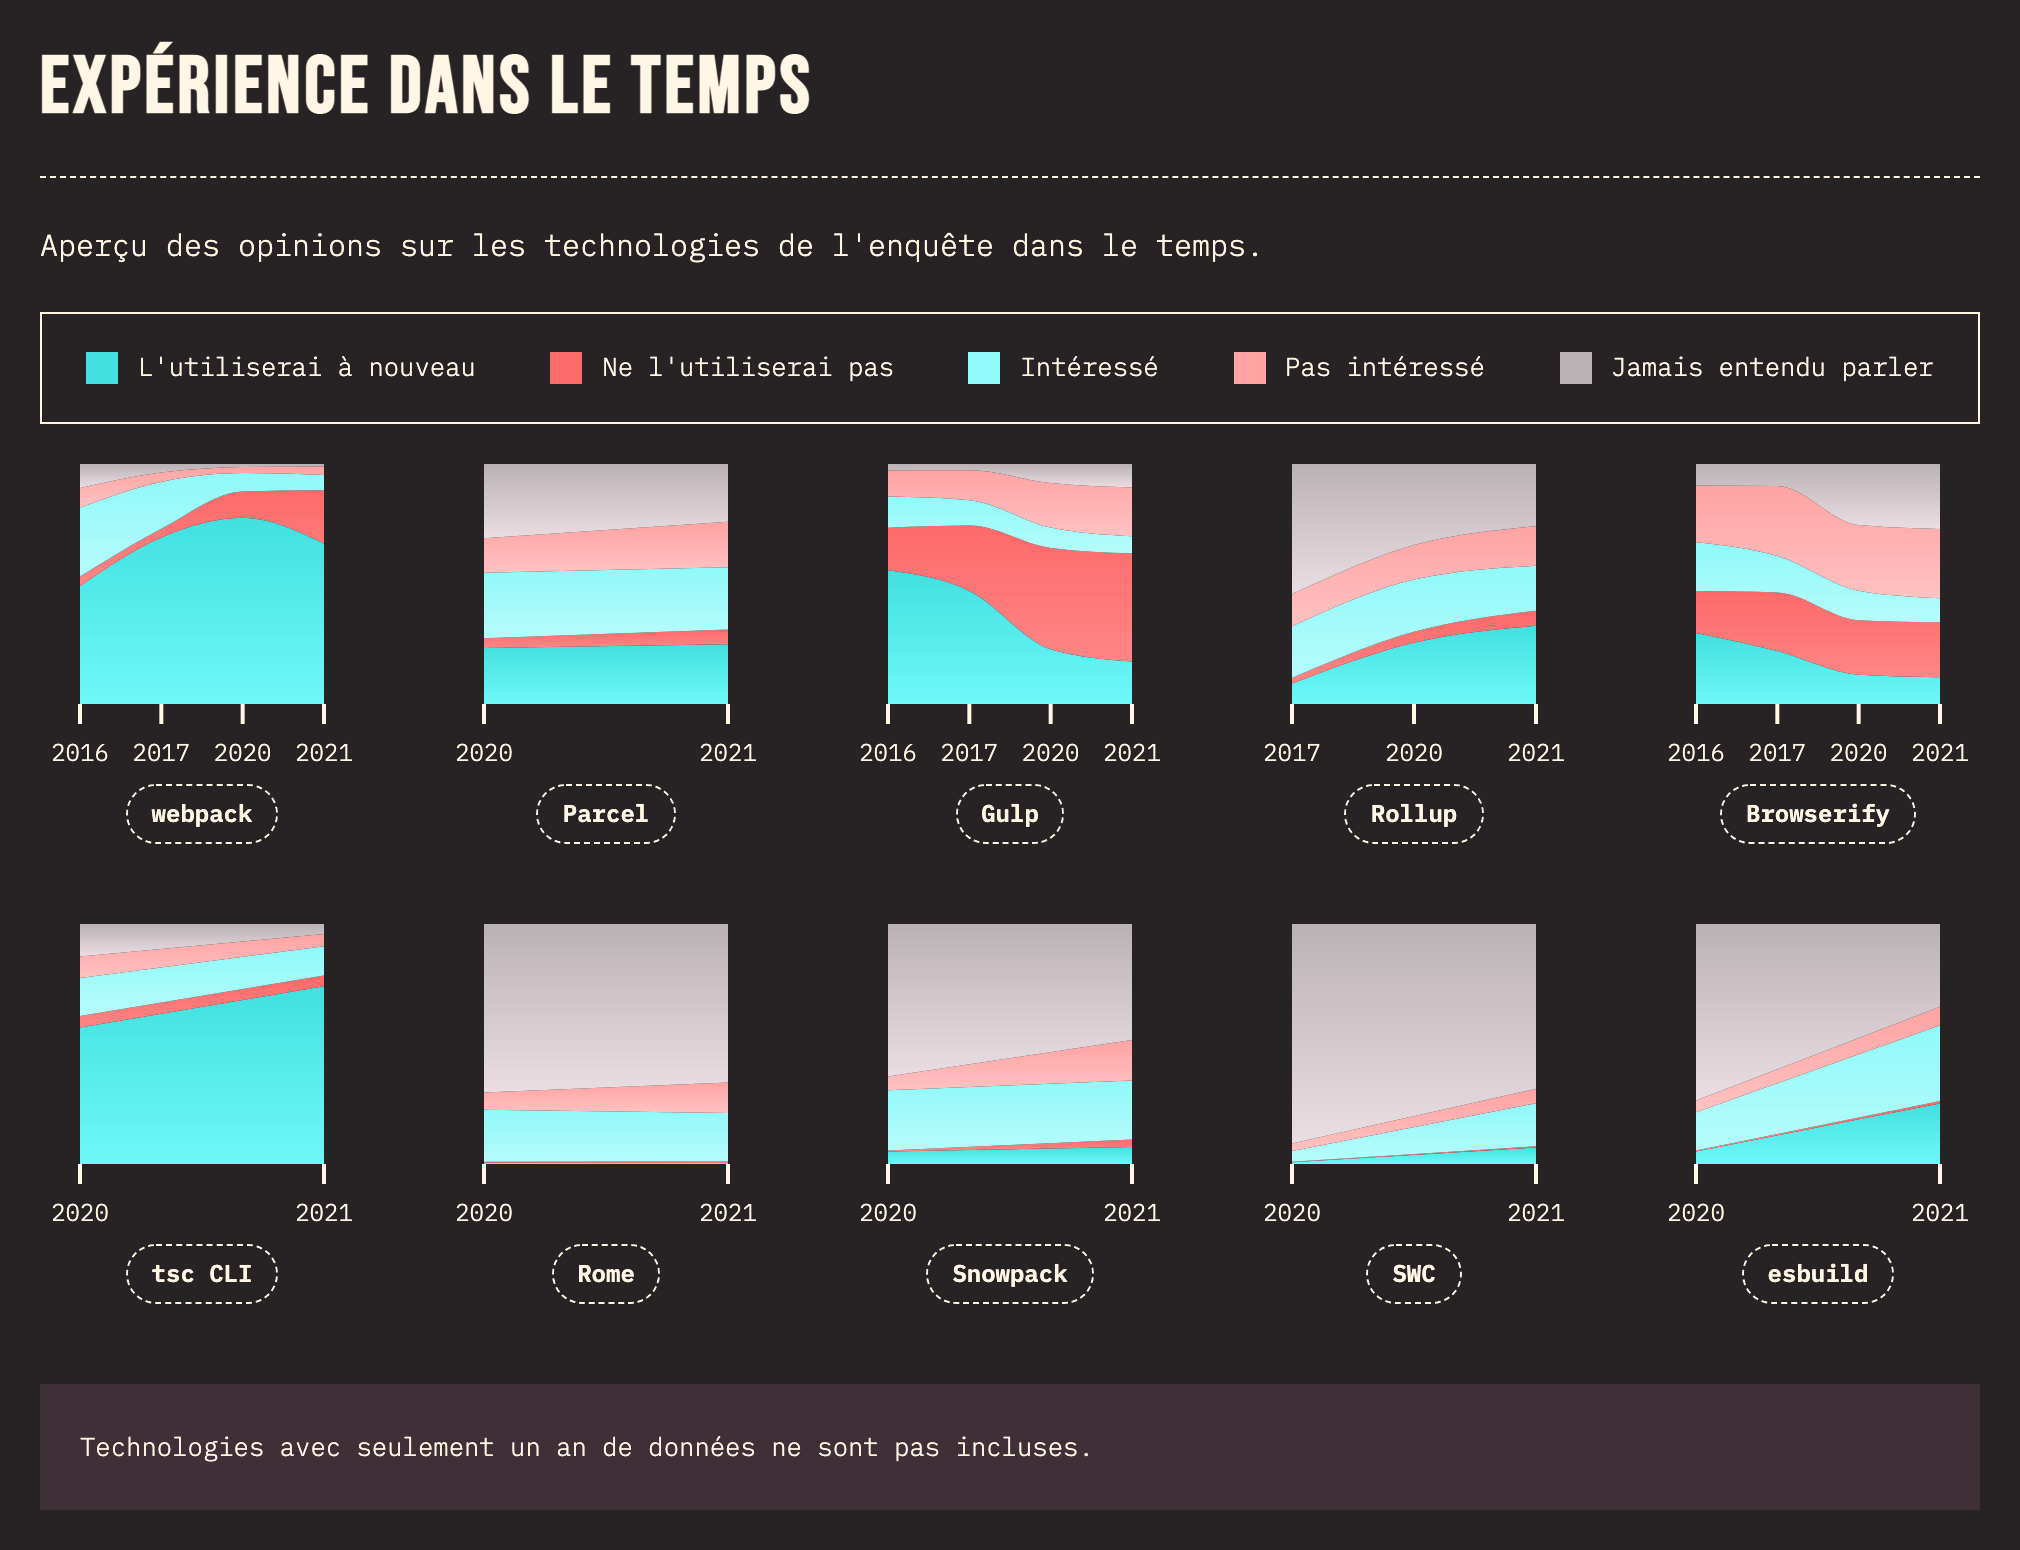 EXPÉRIENCE DANS LE TEMPS
Aperçu des opinions sur les technologies de l'enquête dans le temps.
L'utiliserai à nouveau Ne l'utiliserai pas Intéressé Pas intéressé Jamais entendu parler
2016 2017 2020 2021 2020 2021 2016 2017 2020 2021 2017 2020 2021 2016 2017 2020 2021
webpack Parcel Gulp Rollup Browserify
2020 2021 2020 2021 2020 2021 2020 2021 2020 2021
tsc CLI Rome Snowpack SWC esbuild
Technologies avec seulement un an de données ne sont pas incluses.